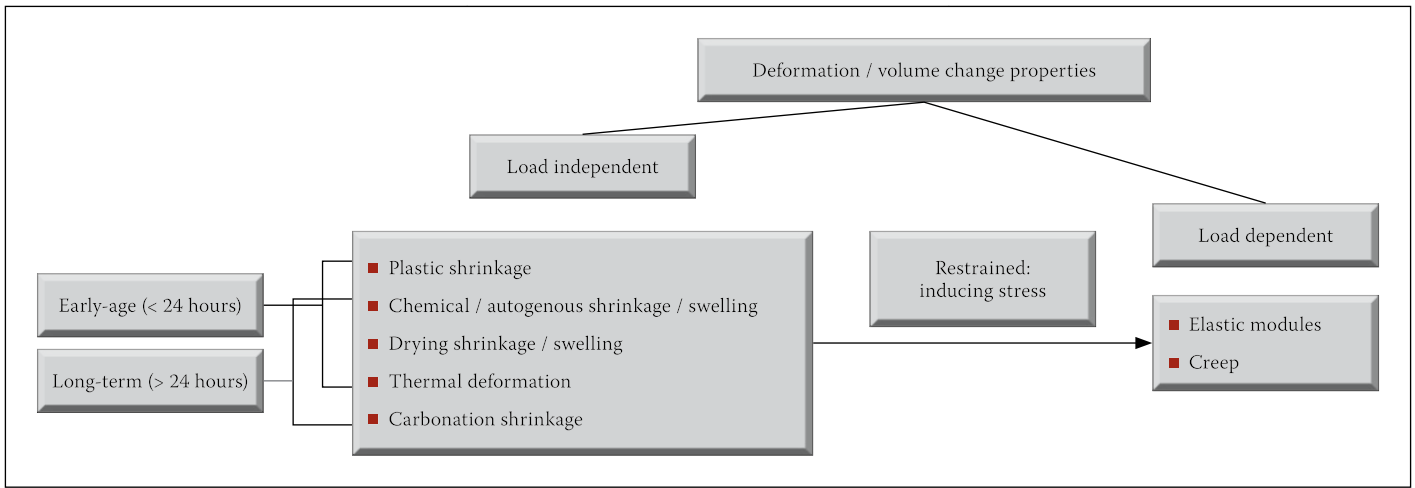 Deformation / volume change properties
Load independent
Load dependent
Early-age (< 24 hours)
Long-term (> 24 hours)
Plastic shrinkage
Chemical / autogenous shrinkage / swelling
Drying shrinkage / swelling
Thermal deformation
Carbonation shrinkage
Restrained:
inducing stress
Elastic modules
Creep